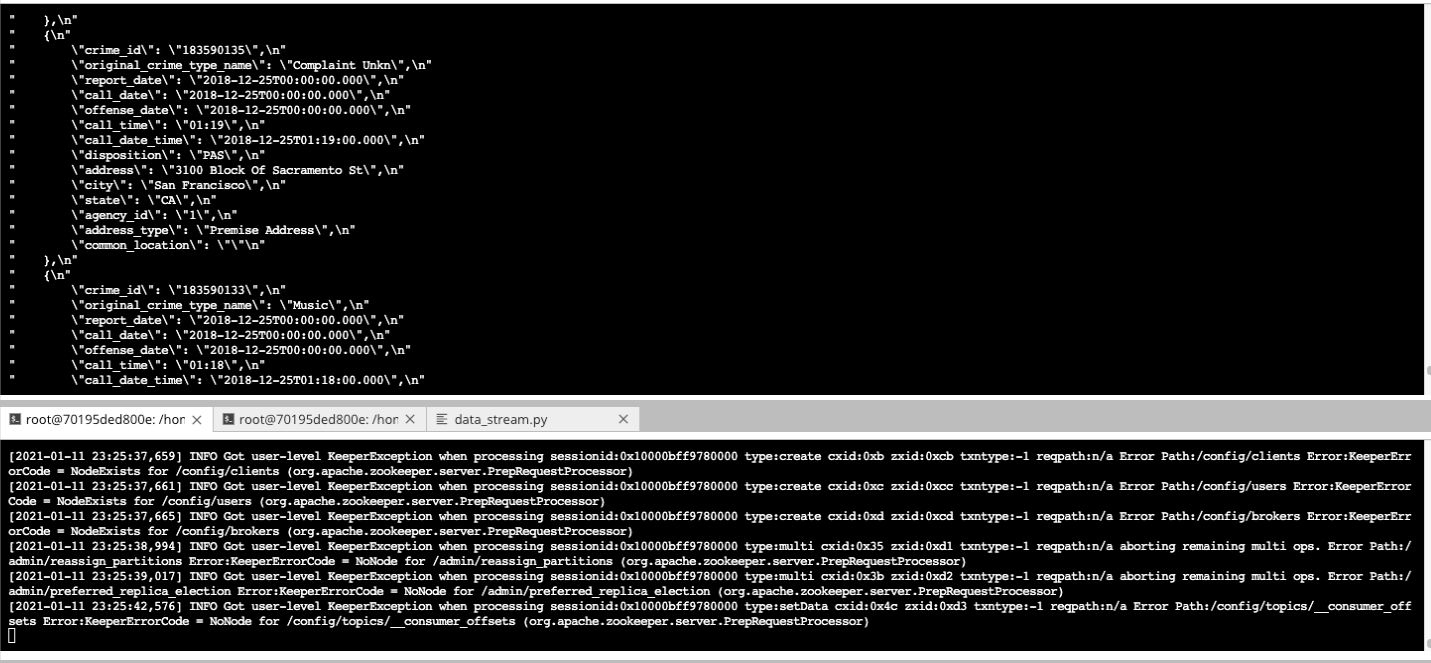 "    },\n"
"    {\n"
"        \"crime_id\": \"183590135\",\n"
"        \"original_crime_type_name\": \"Complaint Unkn\",\n"
"        \"report_date\": \"2018-12-25T00:00:00.000\",\n"
"        \"call_date\": \"2018-12-25T00:00:00.000\",\n"
"        \"offense_date\": \"2018-12-25T00:00:00.000\",\n"
"        \"call_time\": \"01:19\",\n"
"        \"call_date_time\": \"2018-12-25T01:19:00.000\",\n"
"        \"disposition\": \"PAS\",\n"
"        \"address\": \"3100 Block Of Sacramento St\",\n"
"        \"city\": \"San Francisco\",\n"
"        \"state\": \"CA\",\n"
"        \"agency_id\": \"1\",\n"
"        \"address_type\": \"Premise Address\",\n"
"        \"common_location\": \"\"\n"
"    },\n"
"    {\n"
"        \"crime_id\": \"183590133\",\n"
"        \"original_crime_type_name\": \"Music\",\n"
"        \"report_date\": \"2018-12-25T00:00:00.000\",\n"
"        \"call_date\": \"2018-12-25T00:00:00.000\",\n"
"        \"offense_date\": \"2018-12-25T00:00:00.000\",\n"
"        \"call_time\": \"01:18\",\n"
"        \"call_date_time\": \"2018-12-25T01:18:00.000\",\n"
root@70195ded800e: /hon × root@70195ded800e: /hon × data_stream.py ×
[2021-01-11 23:25:37,659] INFO Got user-level KeeperException when processing sessionid:0x10000bff9780000 type:create cxid:0xb zxid:0xcb txntype:-1 reqpath:n/a Error Path:/config/clients Error:KeeperErr
orCode = NodeExists for /config/clients (org.apache.zookeeper.server.PrepRequestProcessor)
[2021-01-11 23:25:37,661] INFO Got user-level KeeperException when processing sessionid:0x10000bff9780000 type:create cxid:0xc zxid:0xcc txntype:-1 reqpath:n/a Error Path:/config/users Error:KeeperError
Code = NodeExists for /config/users (org.apache.zookeeper.server.PrepRequestProcessor)
[2021-01-11 23:25:37,665] INFO Got user-level KeeperException when processing sessionid:0x10000bff9780000 type:create cxid:0xd zxid:0xcd txntype:-1 reqpath:n/a Error Path:/config/brokers Error:KeeperErr
orCode = NodeExists for /config/brokers (org.apache.zookeeper.server.PrepRequestProcessor)
[2021-01-11 23:25:38,994] INFO Got user-level KeeperException when processing sessionid:0x10000bff9780000 type:multi cxid:0x35 zxid:0xd1 txntype:-1 reqpath:n/a aborting remaining multi ops. Error Path:/
admin/reassign_partitions Error:KeeperErrorCode = NoNode for /admin/reassign_partitions (org.apache.zookeeper.server.PrepRequestProcessor)
[2021-01-11 23:25:39,017] INFO Got user-level KeeperException when processing sessionid:0x10000bff9780000 type:multi cxid:0x3b zxid:0xd2 txntype:-1 reqpath:n/a aborting remaining multi ops. Error Path:/
admin/preferred_replica_election Error:KeeperErrorCode = NoNode for /admin/preferred_replica_election (org.apache.zookeeper.server.PrepRequestProcessor)
[2021-01-11 23:25:42,576] INFO Got user-level KeeperException when processing sessionid:0x10000bff9780000 type:setData cxid:0x4c zxid:0xd3 txntype:-1 reqpath:n/a Error Path:/config/topics/__consumer_off
sets Error:KeeperErrorCode = NoNode for /config/topics/__consumer_offsets (org.apache.zookeeper.server.PrepRequestProcessor)